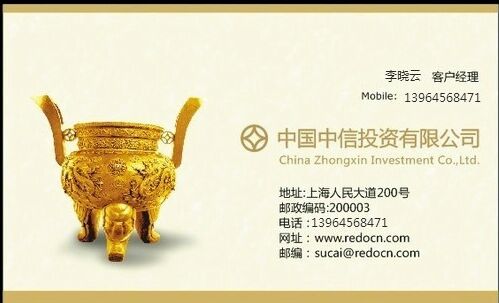 李晓云 客户经理
Mobile: 13964568471
中国中信投资有限公司
China Zhongxin Investment Co.,Ltd.
地址:上海人民大道200号
邮政编码:200003
电话:13964568471
网址：www.redocn.com
邮编：sucai@redocn.com